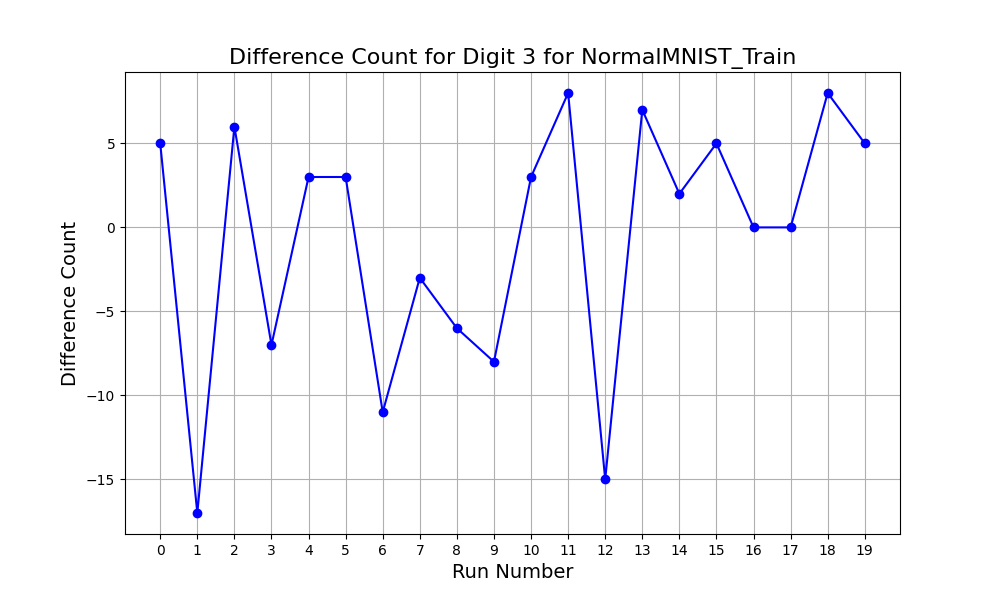 Difference Count for Digit 3 for NormalMNIST_Train
Difference Count
5
0
−5
−10
−15
0 1 2 3 4 5 6 7 8 9 10 11 12 13 14 15 16 17 18 19
Run Number